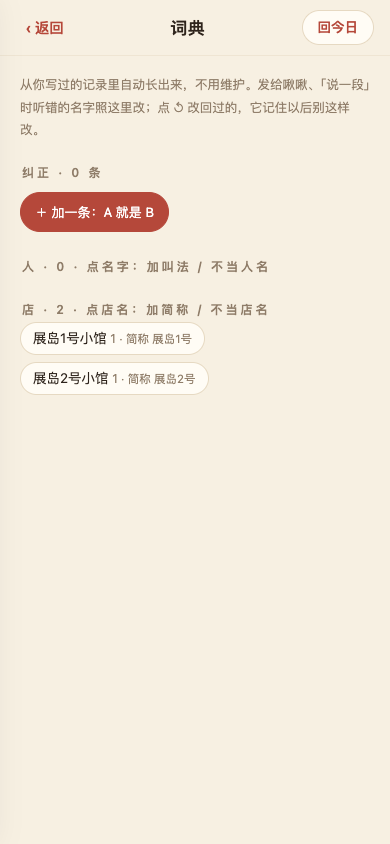 ‹ 返回
词典
回今日
从你写过的记录里自动长出来，不用维护。发给啾啾、「说一段」
时听错的名字照这里改；点 ↺ 改回过的，它记住以后别这样
改。
纠正 · 0 条
＋ 加一条：A 就是 B
人 · 0 · 点名字：加叫法 / 不当人名
店 · 2 · 点店名：加简称 / 不当店名
展岛1号小馆 1 · 简称 展岛1号
展岛2号小馆 1 · 简称 展岛2号